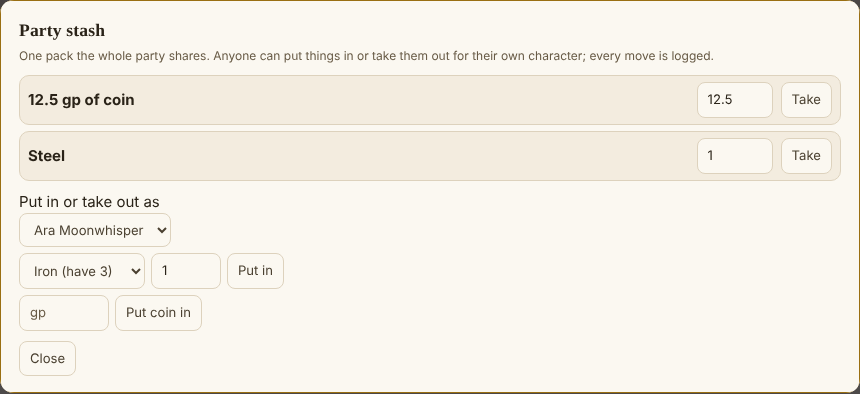 Party stash
One pack the whole party shares. Anyone can put things in or take them out for their own character; every move is logged.
12.5 gp of coin 12.5 Take
Steel 1 Take
Put in or take out as
Ara Moonwhisper
Iron (have 3) 1 Put in
gp Put coin in
Close